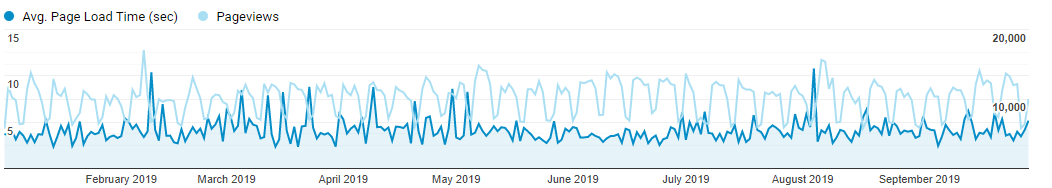 Avg. Page Load Time (sec) Pageviews
15 20,000
10
10,000
5
February 2019 March 2019 April 2019 May 2019 June 2019 July 2019 August 2019 September 2019